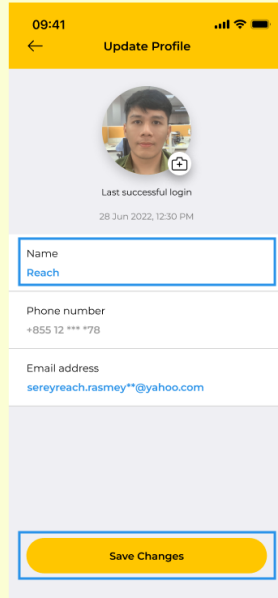 09:41
Update Profile
Last successful login
28 Jun 2022, 12:30 PM
Name
Reach
Phone number
+855 12 *** *78
Email address
sereyreach.rasmey**@yahoo.com
Save Changes